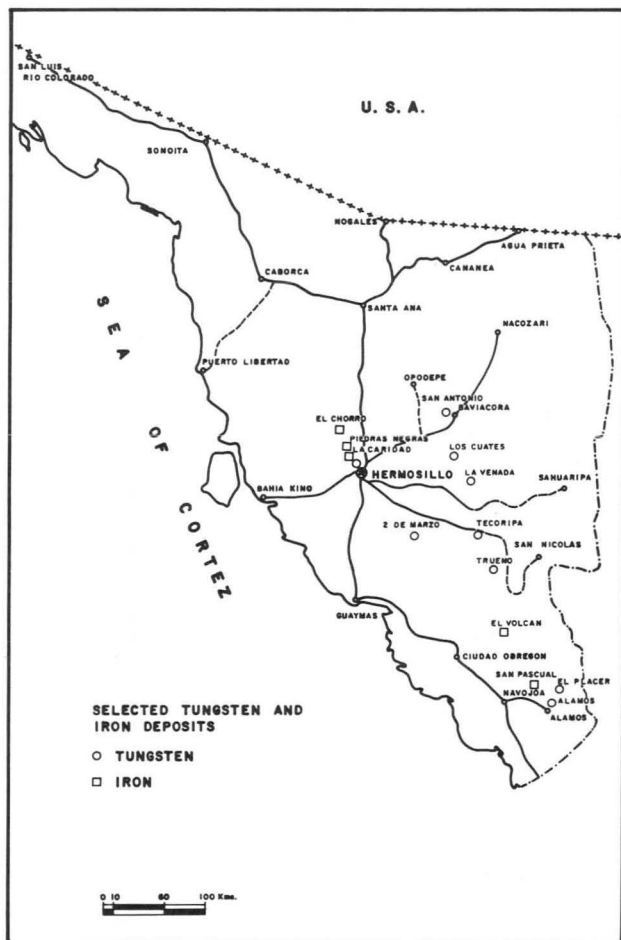 SAN LUIS
RIO COLORADO
U. S. A.
SONOITA
NOGALES
AGUA PRIETA
CABORCA
CANANEA
SANTA ANA
SEA OF CORTEZ
NACOZARI
PUERTO LIBERTAD
OPODEPE
SAN ANTONIO
BAVIACORA
EL CHORRO
PIEDRAS NEGRAS
LA CARIDAD
LOS CUATES
HERMOSILLO
LA VENADA
SAHUARIPA
BAHIA KINO
2 DE MARZO
TECORIPA
SAN NICOLAS
TRUENO
GUAYMAS
EL VOLCAN
CIUDAD OBREGON
SAN PASCUAL
EL PLACER
NAVOJOA
ALAMOS
ALAMOS
SELECTED TUNGSTEN AND
IRON DEPOSITS
TUNGSTEN
IRON
0 10 60 100 Kms.